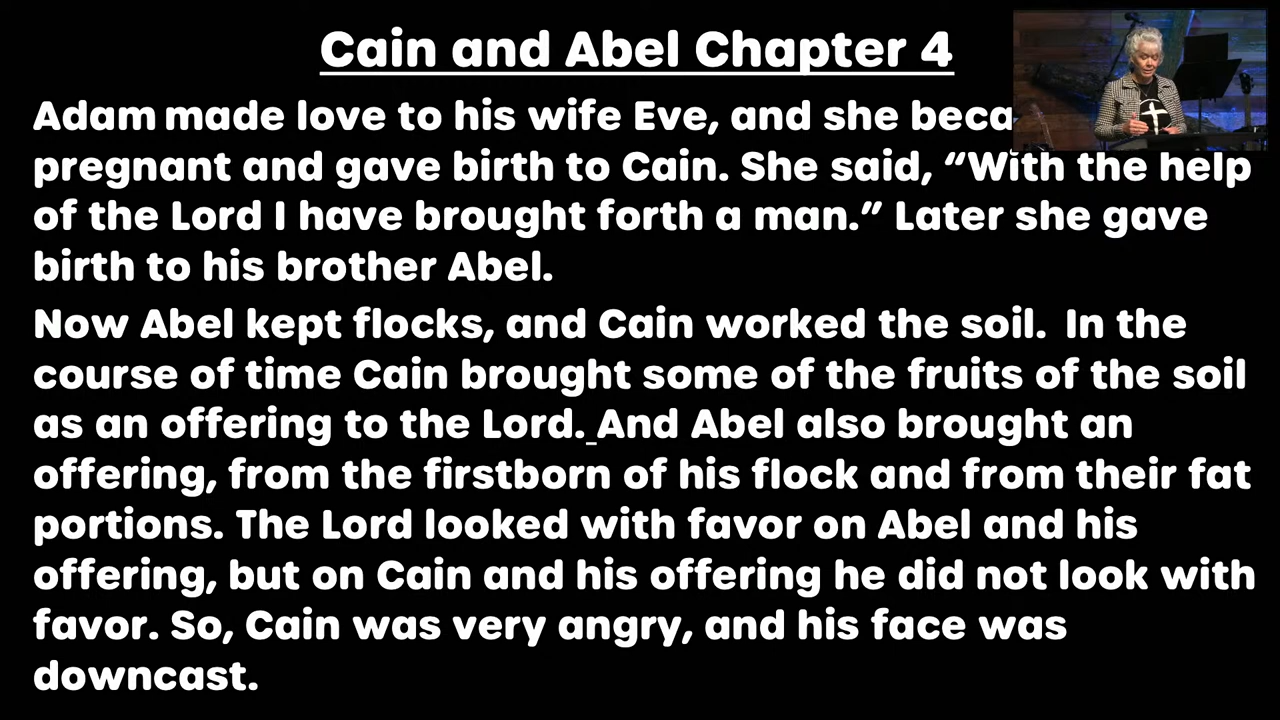 Cain and Abel Chapter 4
Adam made love to his wife Eve, and she beca
pregnant and gave birth to Cain. She said, “With the help
of the Lord I have brought forth a man.” Later she gave
birth to his brother Abel.
Now Abel kept flocks, and Cain worked the soil.  In the
course of time Cain brought some of the fruits of the soil
as an offering to the Lord. And Abel also brought an
offering, from the firstborn of his flock and from their fat
portions. The Lord looked with favor on Abel and his
offering, but on Cain and his offering he did not look with
favor. So, Cain was very angry, and his face was
downcast.